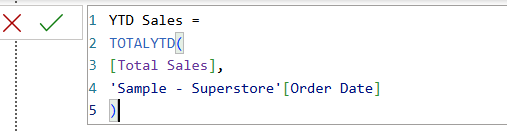 1 YTD Sales =
2 TOTALYTD(
3 [Total Sales],
4 'Sample - Superstore'[Order Date]
5 )